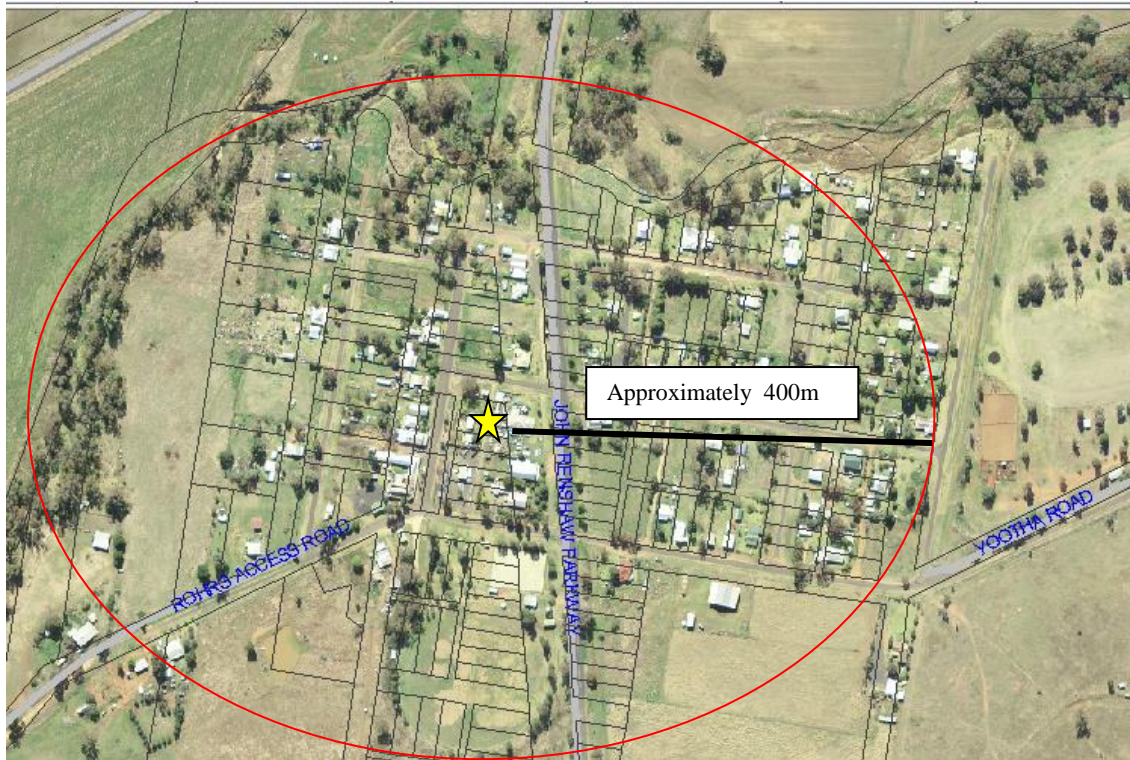 Approximately 400m
JOHN RENSHAW PARKWAY
ROHRS ACCESS ROAD
YOOTHA ROAD